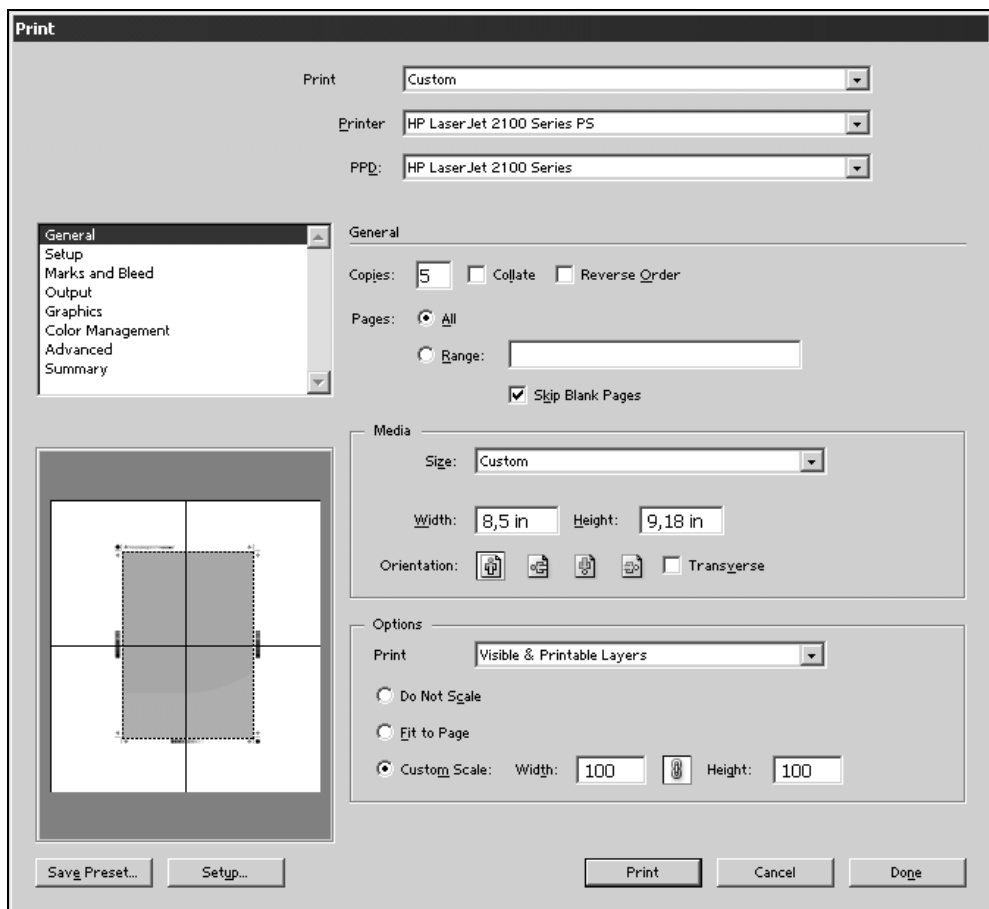 Print
Print Custom
Printer HP LaserJet 2100 Series PS
PPD: HP LaserJet 2100 Series
General
Setup
Marks and Bleed
Output
Graphics
Color Management
Advanced
Summary
General
Copies: 5 Collate Reverse Order
Pages: All
Range:
Skip Blank Pages
Media
Size: Custom
Width: 8,5 in Height: 9,18 in
Orientation: Transverse
Options
Print Visible & Printable Layers
Do Not Scale
Fit to Page
Custom Scale: Width: 100 Height: 100
Save Preset... Setup... Print Cancel Done